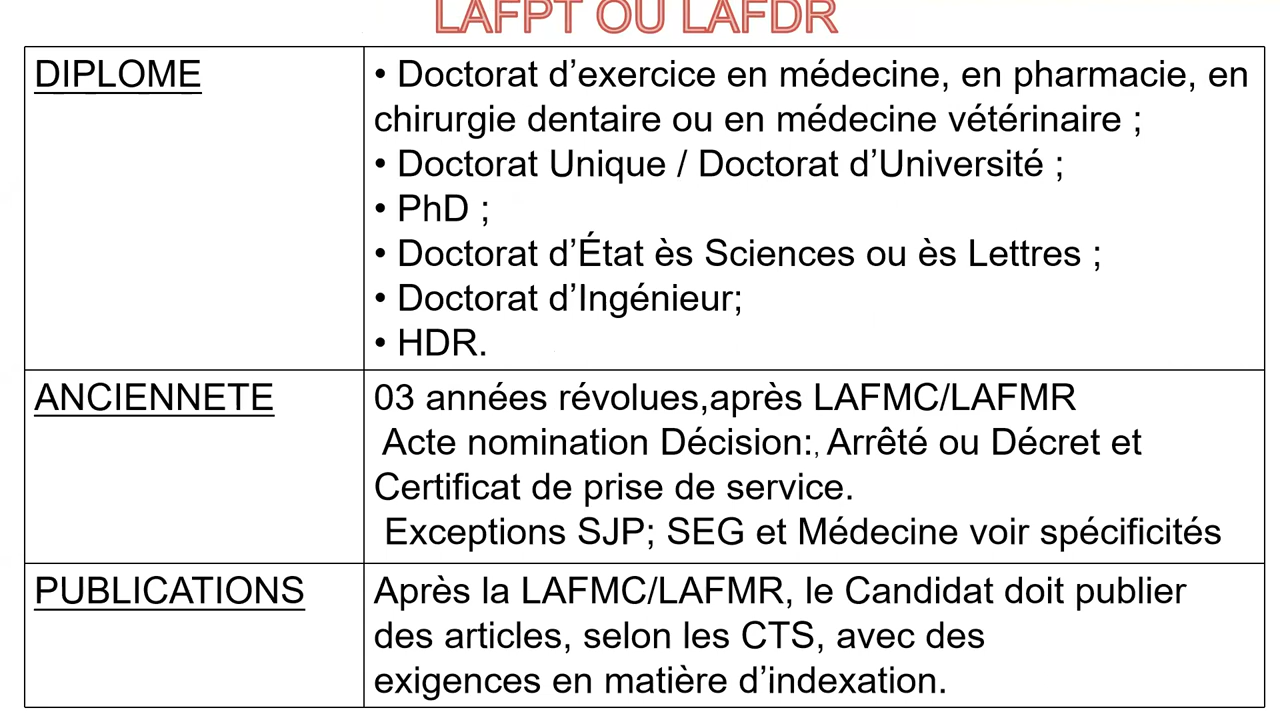 LAFPT OU LAFDR
DIPLOME
• Doctorat d’exercice en médecine, en pharmacie, en
chirurgie dentaire ou en médecine vétérinaire ;
• Doctorat Unique / Doctorat d’Université ;
• PhD ;
• Doctorat d’État ès Sciences ou ès Lettres ;
• Doctorat d’Ingénieur;
• HDR.
ANCIENNETE
03 années révolues,après LAFMC/LAFMR
Acte nomination Décision:, Arrêté ou Décret et
Certificat de prise de service.
Exceptions SJP; SEG et Médecine voir spécificités
PUBLICATIONS
Après la LAFMC/LAFMR, le Candidat doit publier
des articles, selon les CTS, avec des
exigences en matière d’indexation.